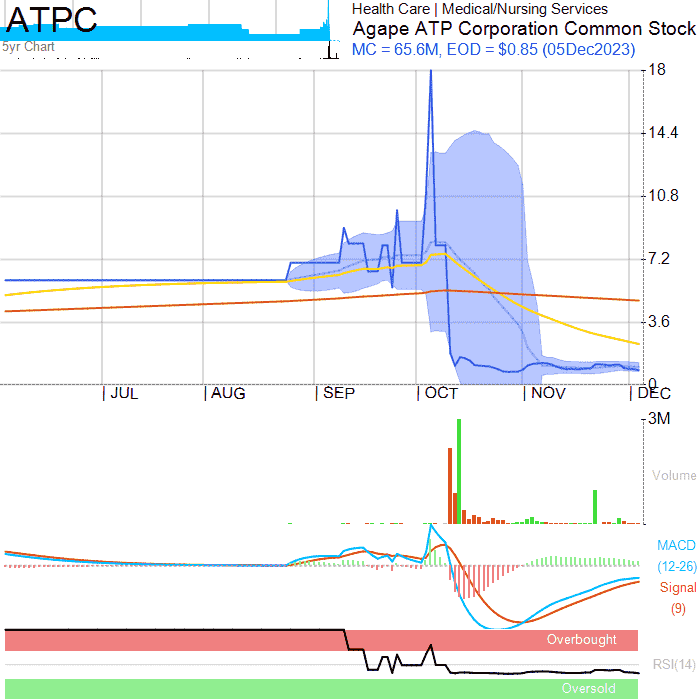 ATPC
5yr Chart
Health Care | Medical/Nursing Services
Agape ATP Corporation Common Stock
MC = 65.6M, EOD = $0.85 (05Dec2023)
18
14.4
10.8
7.2
3.6
0
JUL AUG SEP OCT NOV DEC
3M
Volume
MACD
(12-26)
Signal
(9)
Overbought
RSI(14)
Oversold